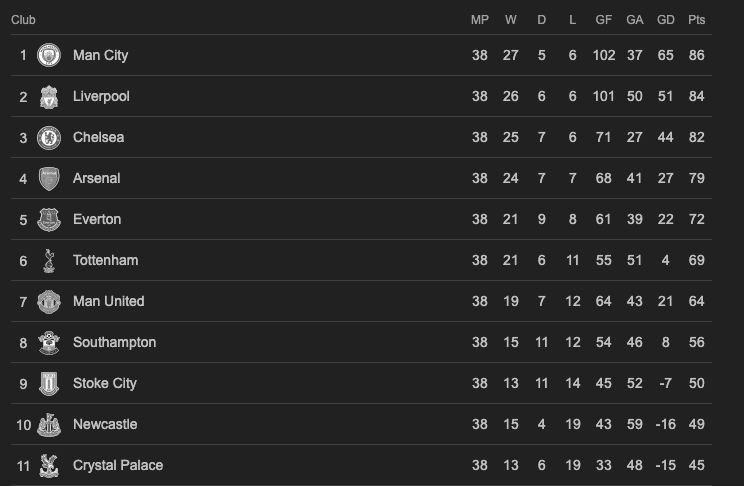 Club MP W D L GF GA GD Pts
1 Man City 38 27 5 6 102 37 65 86
2 Liverpool 38 26 6 6 101 50 51 84
3 Chelsea 38 25 7 6 71 27 44 82
4 Arsenal 38 24 7 7 68 41 27 79
5 Everton 38 21 9 8 61 39 22 72
6 Tottenham 38 21 6 11 55 51 4 69
7 Man United 38 19 7 12 64 43 21 64
8 Southampton 38 15 11 12 54 46 8 56
9 Stoke City 38 13 11 14 45 52 -7 50
10 Newcastle 38 15 4 19 43 59 -16 49
11 Crystal Palace 38 13 6 19 33 48 -15 45